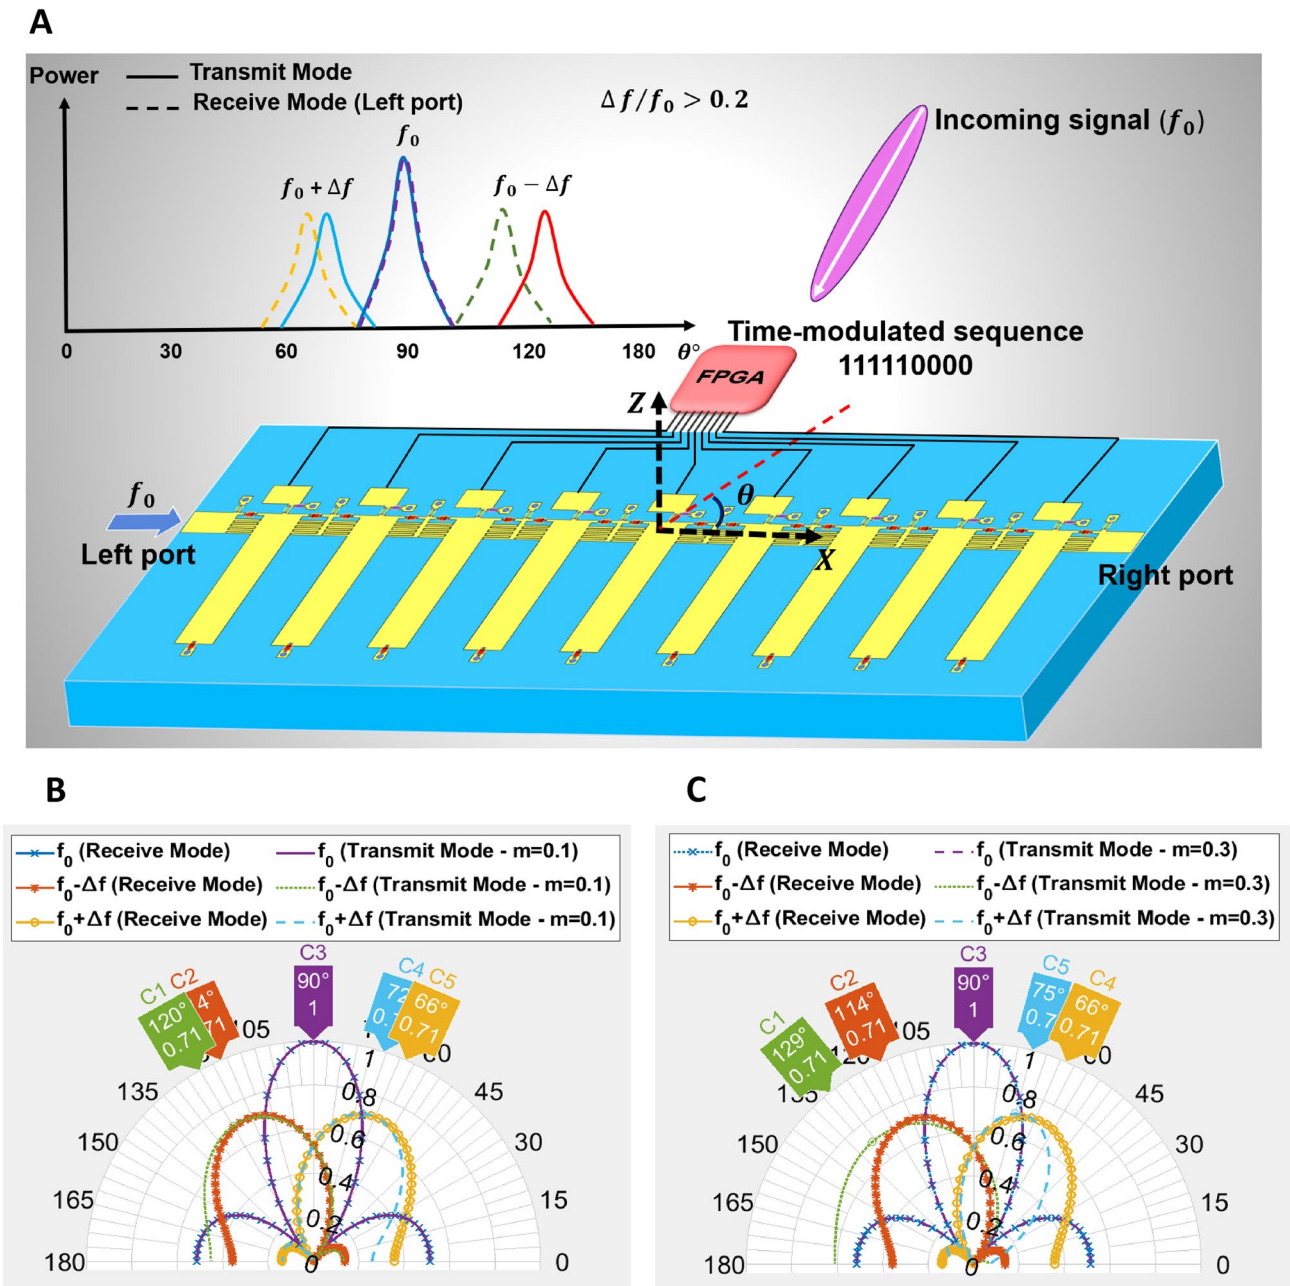 A
Power
Transmit Mode
Receive Mode (Left port)
Δf/f₀ > 0.2
Incoming signal (f₀)
f₀
f₀ + Δf
f₀ − Δf
0 30 60 90 120 180 θ°
Time-modulated sequence
111110000
FPGA
Z
θ
X
f₀
Left port
Right port
B
f₀ (Receive Mode)
f₀ (Transmit Mode - m=0.1)
f₀-Δf (Receive Mode)
f₀-Δf (Transmit Mode - m=0.1)
f₀+Δf (Receive Mode)
f₀+Δf (Transmit Mode - m=0.1)
C3
90°
1
C1
120°
0.71
C2
4°
71
C4
72
0.
C5
66°
0.71
105
135
150
165
180
45
30
15
0
1
0.8
0.6
0.4
0.2
0
C
f₀ (Receive Mode)
f₀ (Transmit Mode - m=0.3)
f₀-Δf (Receive Mode)
f₀-Δf (Transmit Mode - m=0.3)
f₀+Δf (Receive Mode)
f₀+Δf (Transmit Mode - m=0.3)
C3
90°
1
C1
129°
0.71
C2
114°
0.71
C5
75°
0.7
C4
66°
0.71
105
150
165
180
45
30
15
0
1
0.8
0.6
0.4
0.2
0